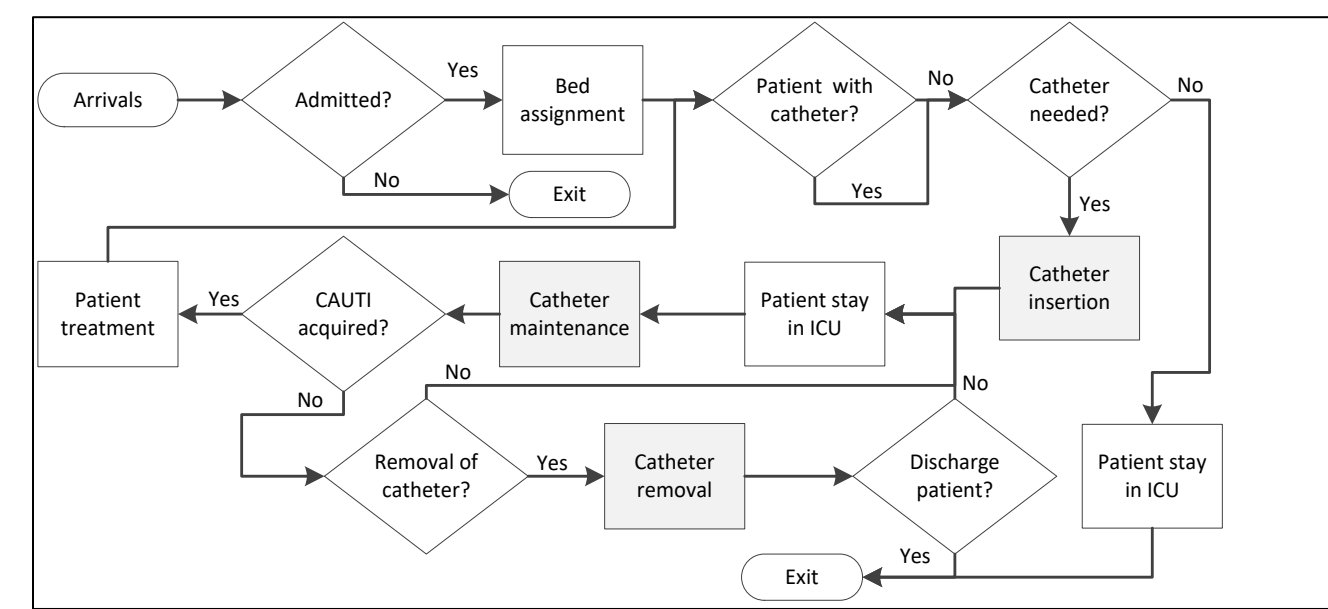 Arrivals
Admitted?
Yes
No
Exit
Bed
assignment
Patient with
catheter?
No
Yes
Catheter
needed?
No
Yes
Catheter
insertion
Patient stay
in ICU
Catheter
maintenance
CAUTI
acquired?
Yes
No
Patient
treatment
Removal of
catheter?
No
Yes
Catheter
removal
Discharge
patient?
No
Yes
Patient stay
in ICU
Exit